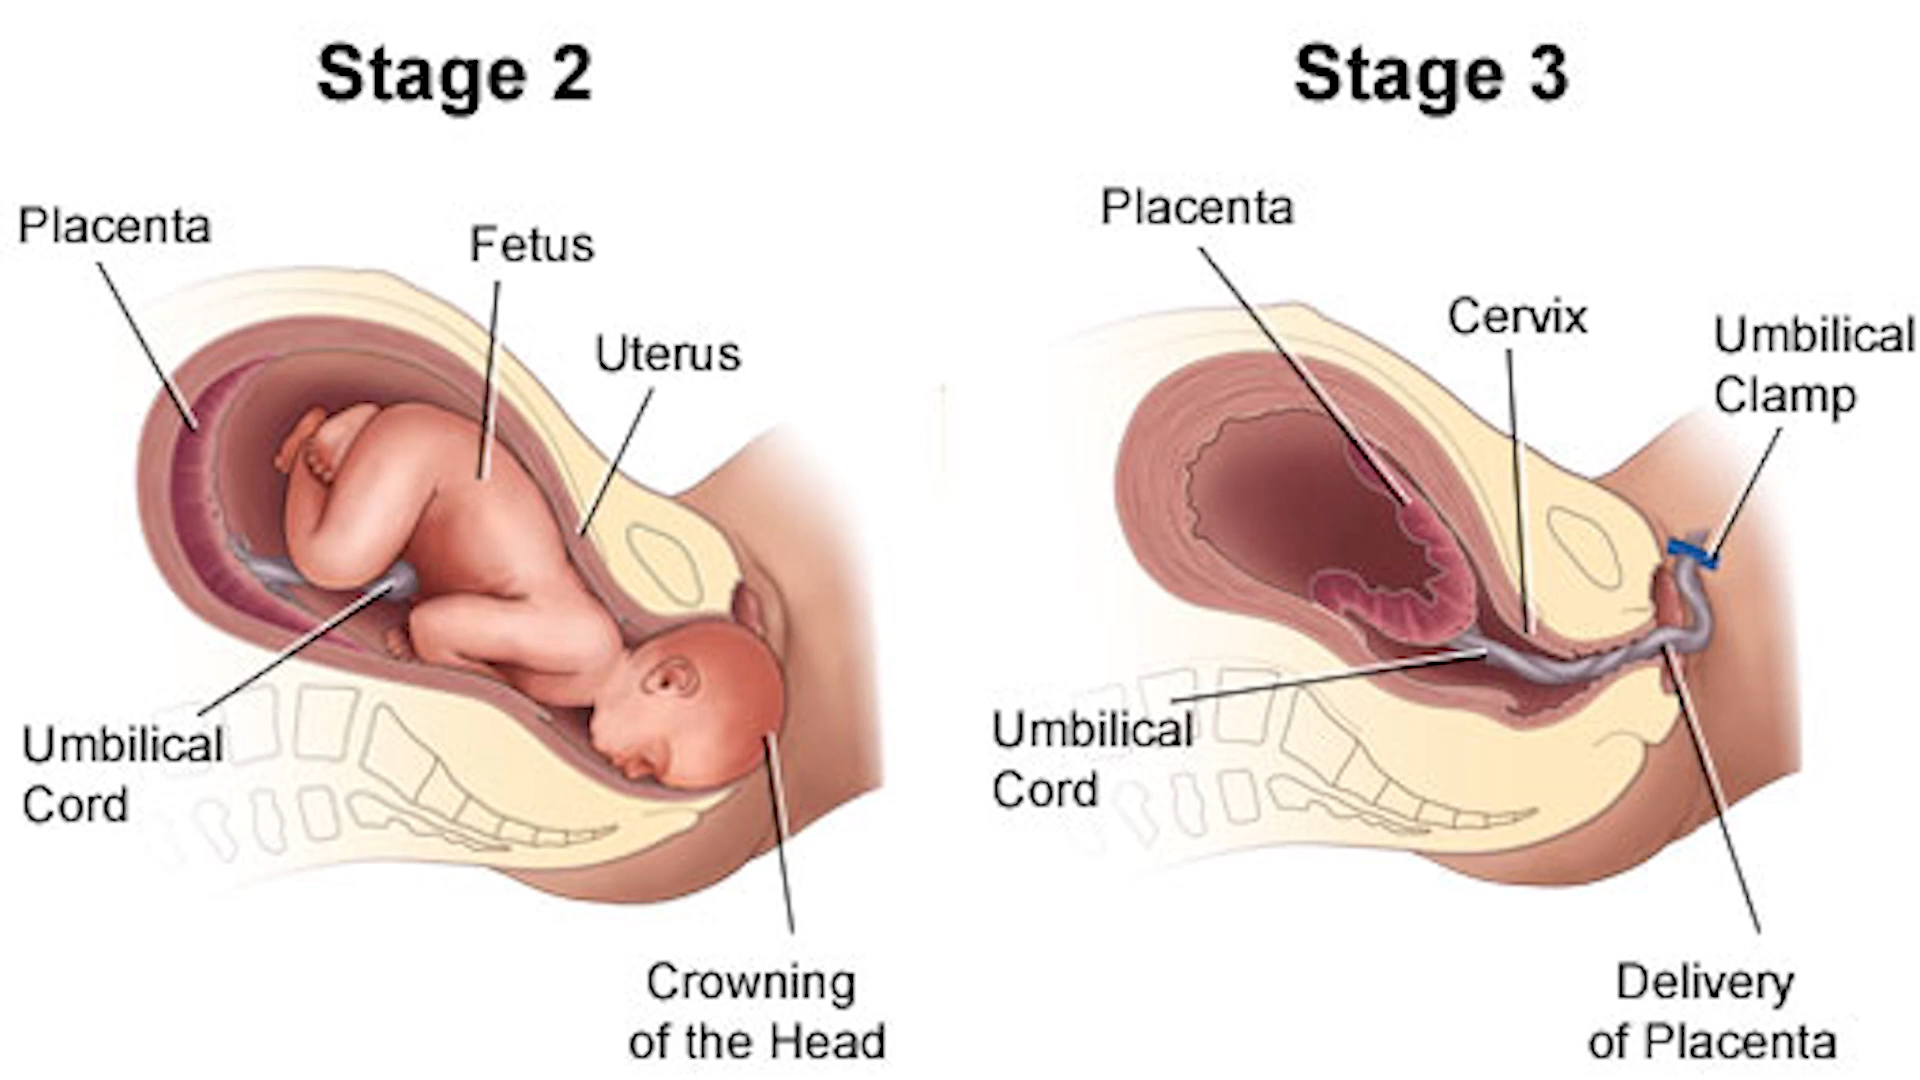 Stage 2
Placenta
Fetus
Uterus
Umbilical
Cord
Crowning
of the Head
Stage 3
Placenta
Cervix
Umbilical
Clamp
Umbilical
Cord
Delivery
of Placenta